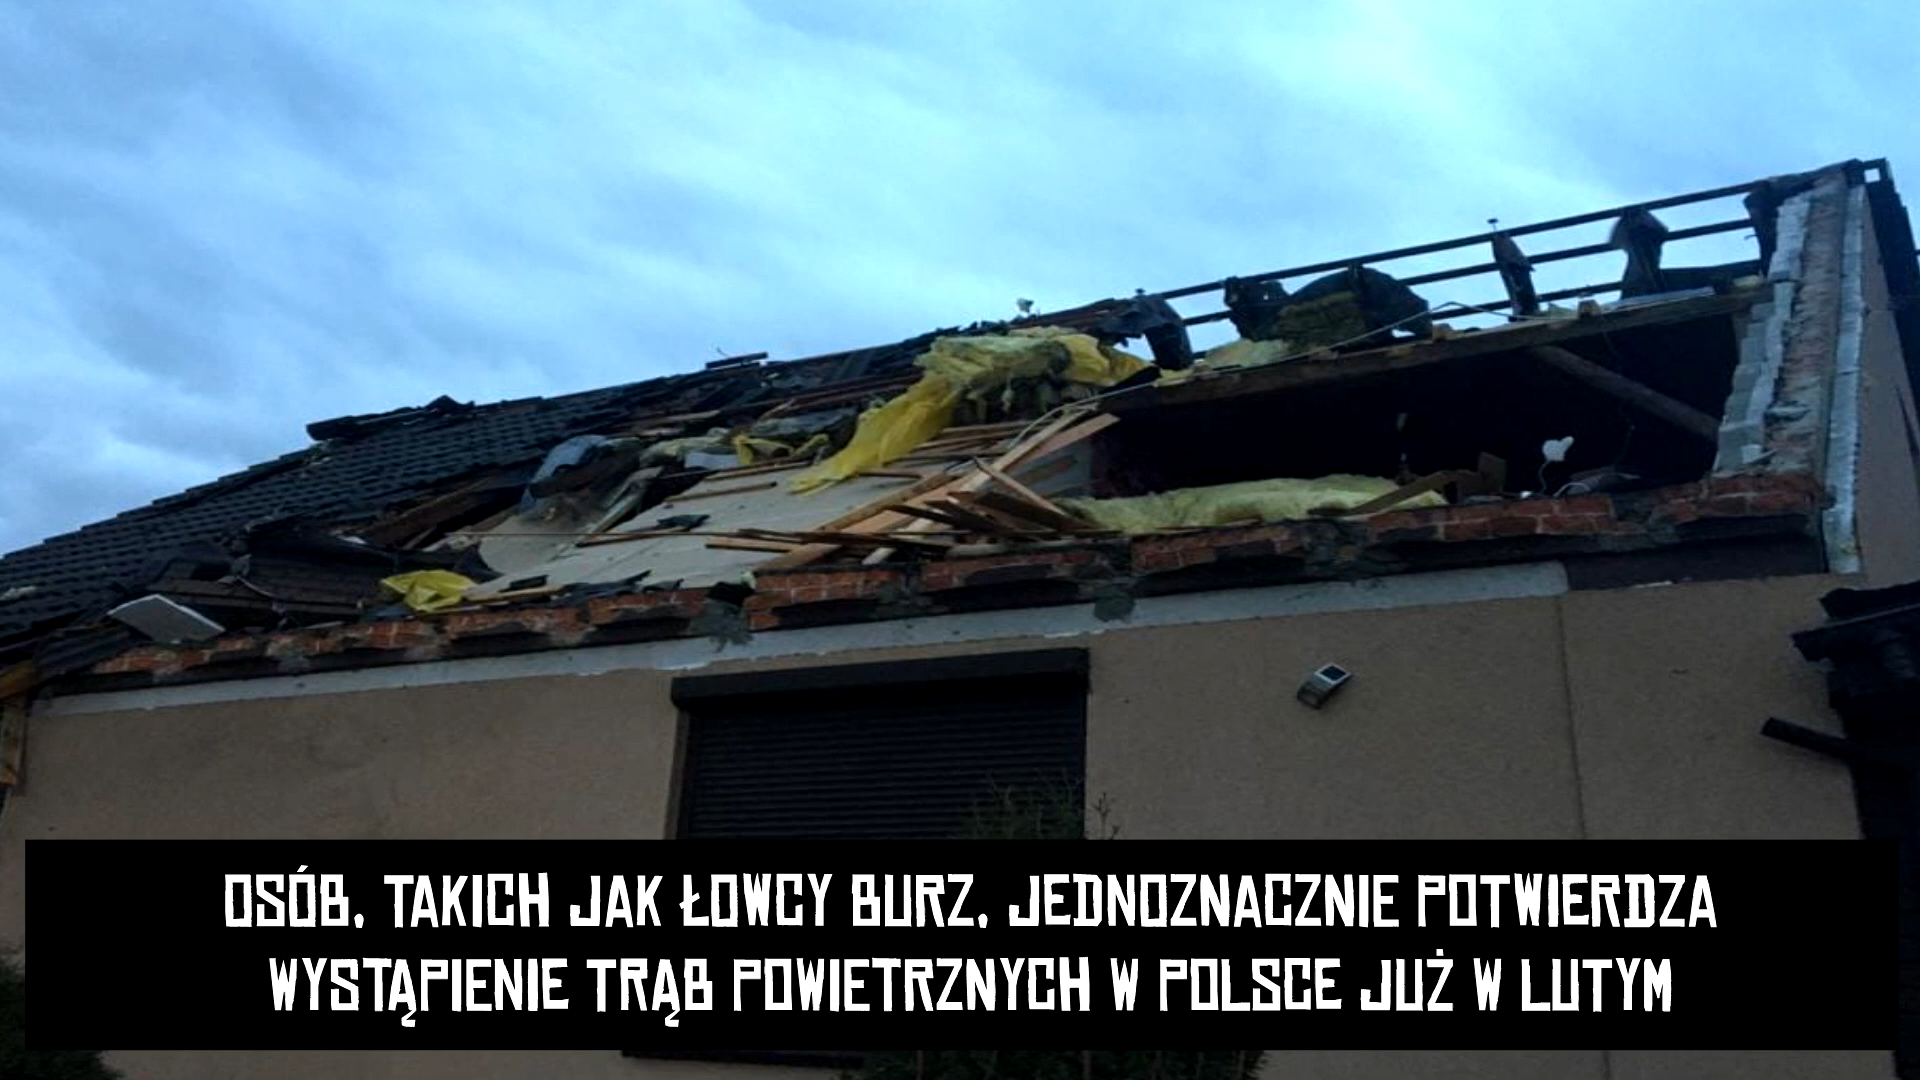 OSÓB, TAKICH JAK ŁOWCY BURZ, JEDNOZNACZNIE POTWIERDZA
WYSTĄPIENIE TRĄB POWIETRZNYCH W POLSCE JUŻ W LUTYM